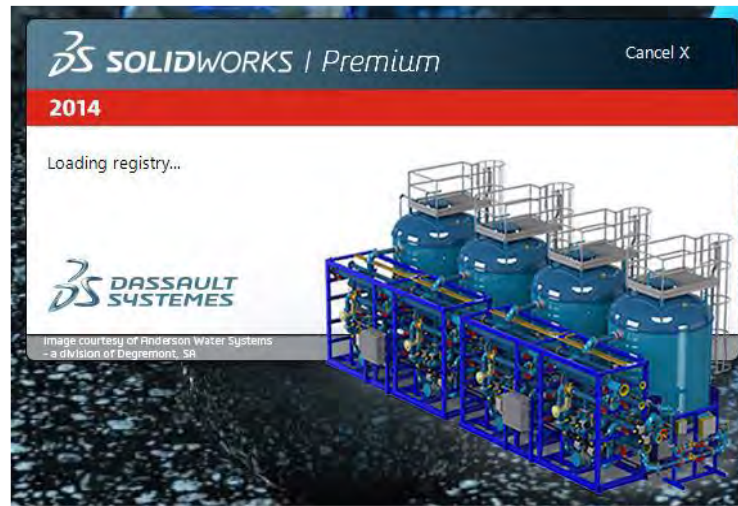 SOLIDWORKS | Premium
Cancel X
2014
Loading registry...
DASSAULT
SYSTEMES
Image courtesy of Anderson Water Systems
- a division of Degremont, SA